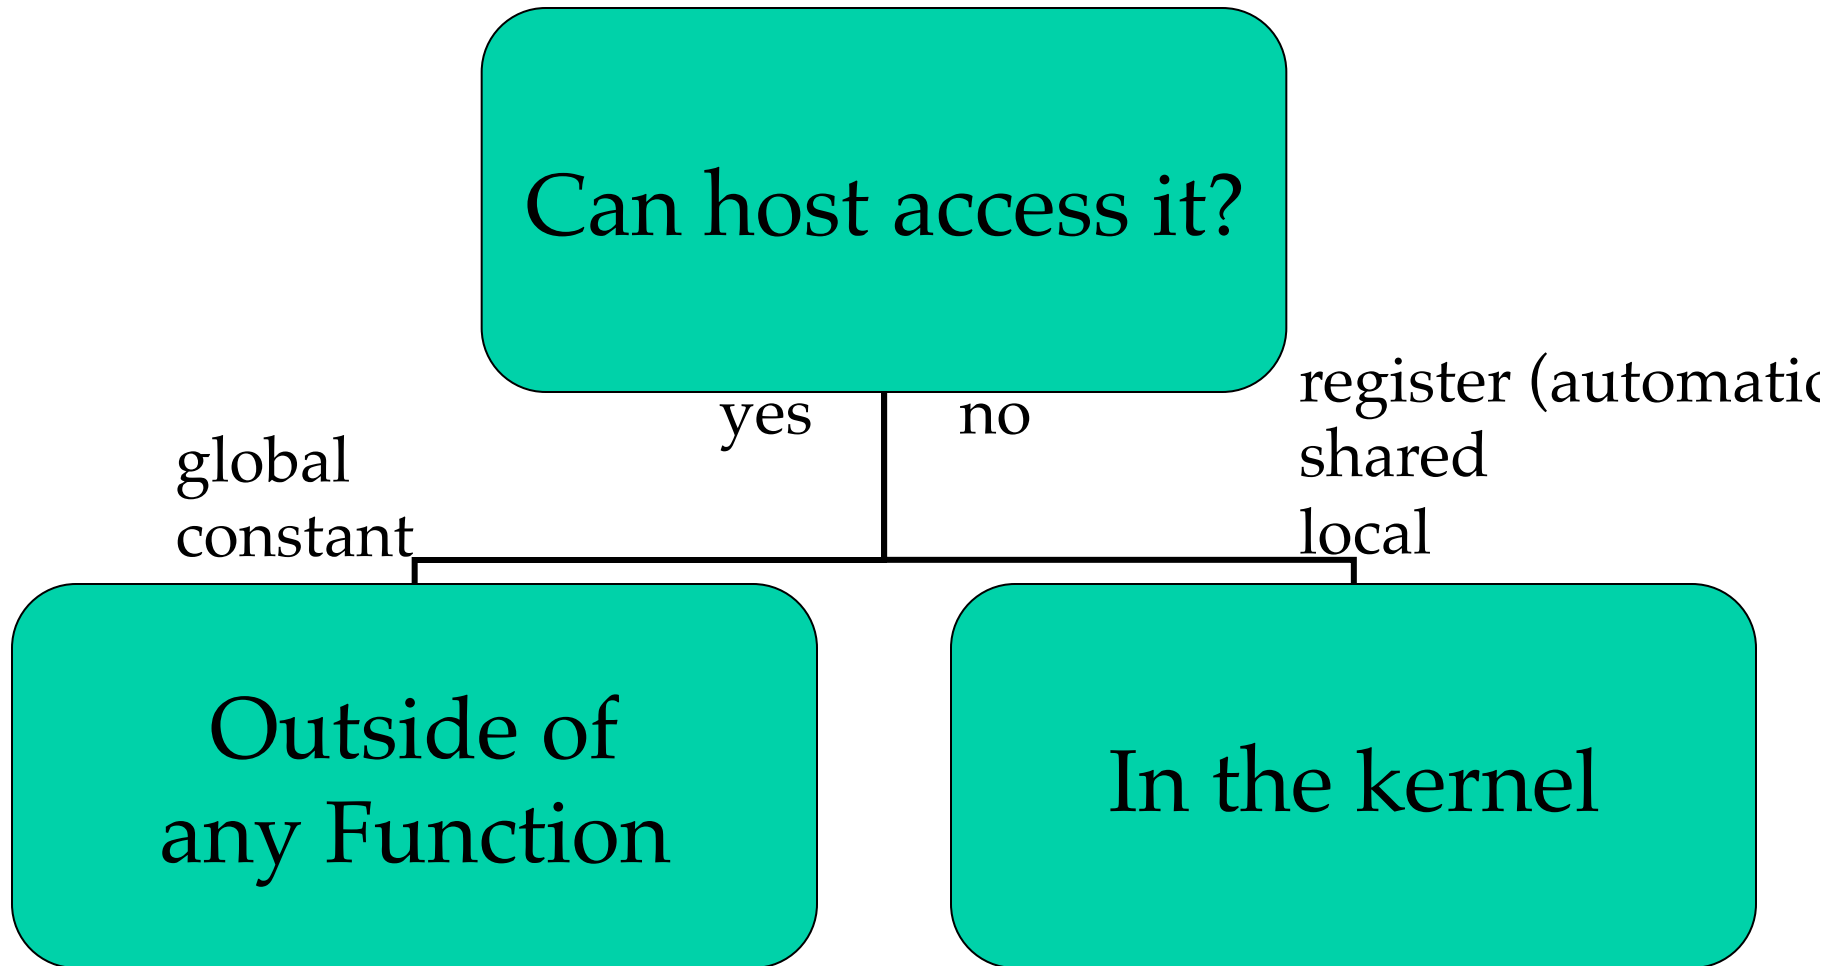 Can host access it?
yes
no
global
constant
register (automatic
shared
local
Outside of
any Function
In the kernel